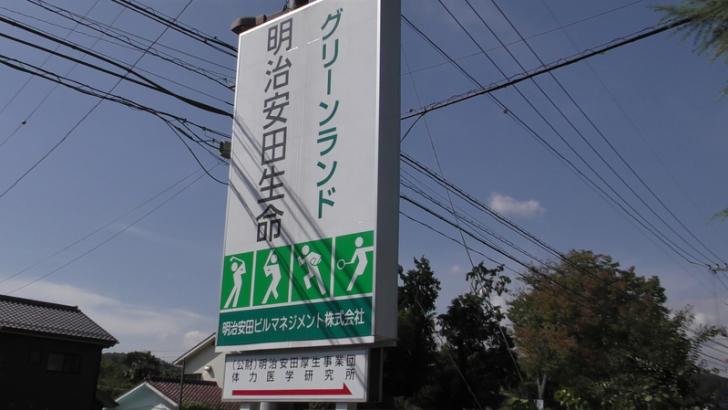 グリーンランド
明治安田生命
明治安田ビルマネジメント株式会社
(公財)明治安田厚生事業団
体力医学研究所